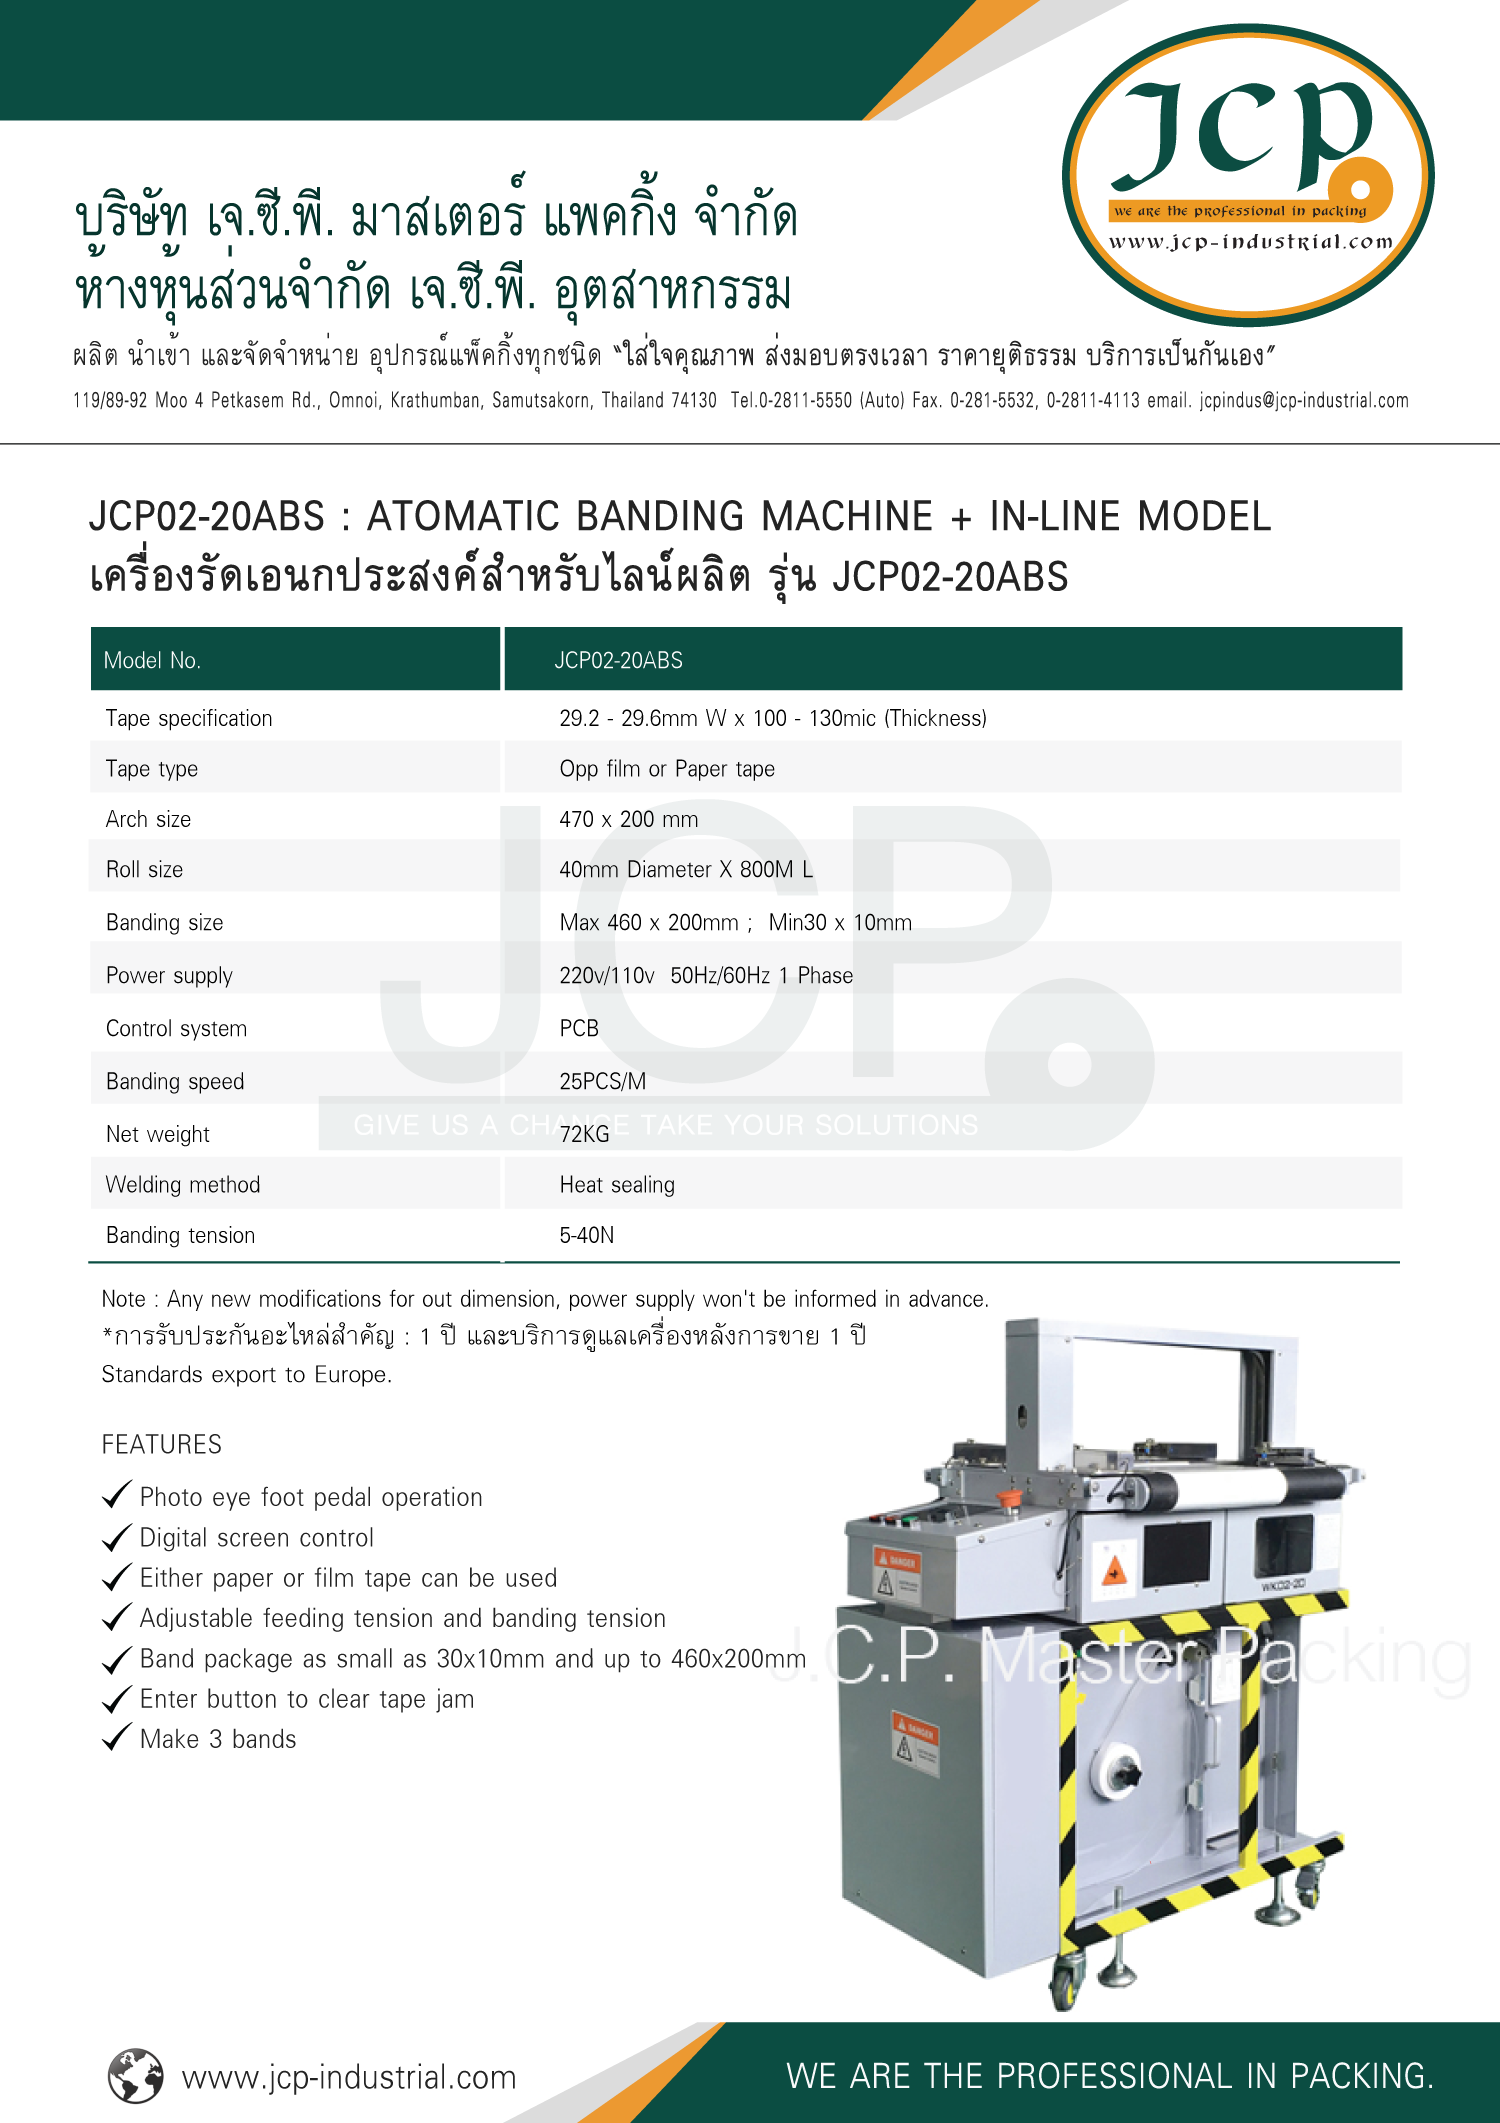 JCP
we are the professional in packing
www.jcp-industrial.com
บริษัท เจ.ซี.พี. มาสเตอร์ แพคกิ้ง จำกัด
ห้างหุ้นส่วนจำกัด เจ.ซี.พี. อุตสาหกรรม
ผลิต นำเข้า และจัดจำหน่าย อุปกรณ์แพ็คกิ้งทุกชนิด “ใส่ใจคุณภาพ ส่งมอบตรงเวลา ราคายุติธรรม บริการเป็นกันเอง”
119/89-92 Moo 4 Petkasem Rd., Omnoi, Krathumban, Samutsakorn, Thailand 74130 Tel.0-2811-5550 (Auto) Fax. 0-281-5532, 0-2811-4113 email. jcpindus@jcp-industrial.com
JCP02-20ABS : ATOMATIC BANDING MACHINE + IN-LINE MODEL
เครื่องรัดเอนกประสงค์สำหรับไลน์ผลิต รุ่น JCP02-20ABS
Model No. JCP02-20ABS
Tape specification 29.2 - 29.6mm W x 100 - 130mic (Thickness)
Tape type Opp film or Paper tape
Arch size 470 x 200 mm
Roll size 40mm Diameter X 800M L
Banding size Max 460 x 200mm ; Min30 x 10mm
Power supply 220v/110v 50Hz/60Hz 1 Phase
Control system PCB
Banding speed 25PCS/M
JCP
GIVE US A CHANGE TAKE YOUR SOLUTIONS
Net weight 72KG
Welding method Heat sealing
Banding tension 5-40N
Note : Any new modifications for out dimension, power supply won't be informed in advance.
*การรับประกันอะไหล่สำคัญ : 1 ปี และบริการดูแลเครื่องหลังการขาย 1 ปี
Standards export to Europe.
FEATURES
Photo eye foot pedal operation
Digital screen control
Either paper or film tape can be used
Adjustable feeding tension and banding tension
Band package as small as 30x10mm and up to 460x200mm
Enter button to clear tape jam
Make 3 bands
DANGER
WK02-20
J.C.P. Master Packing
DANGER
www.jcp-industrial.com
WE ARE THE PROFESSIONAL IN PACKING.